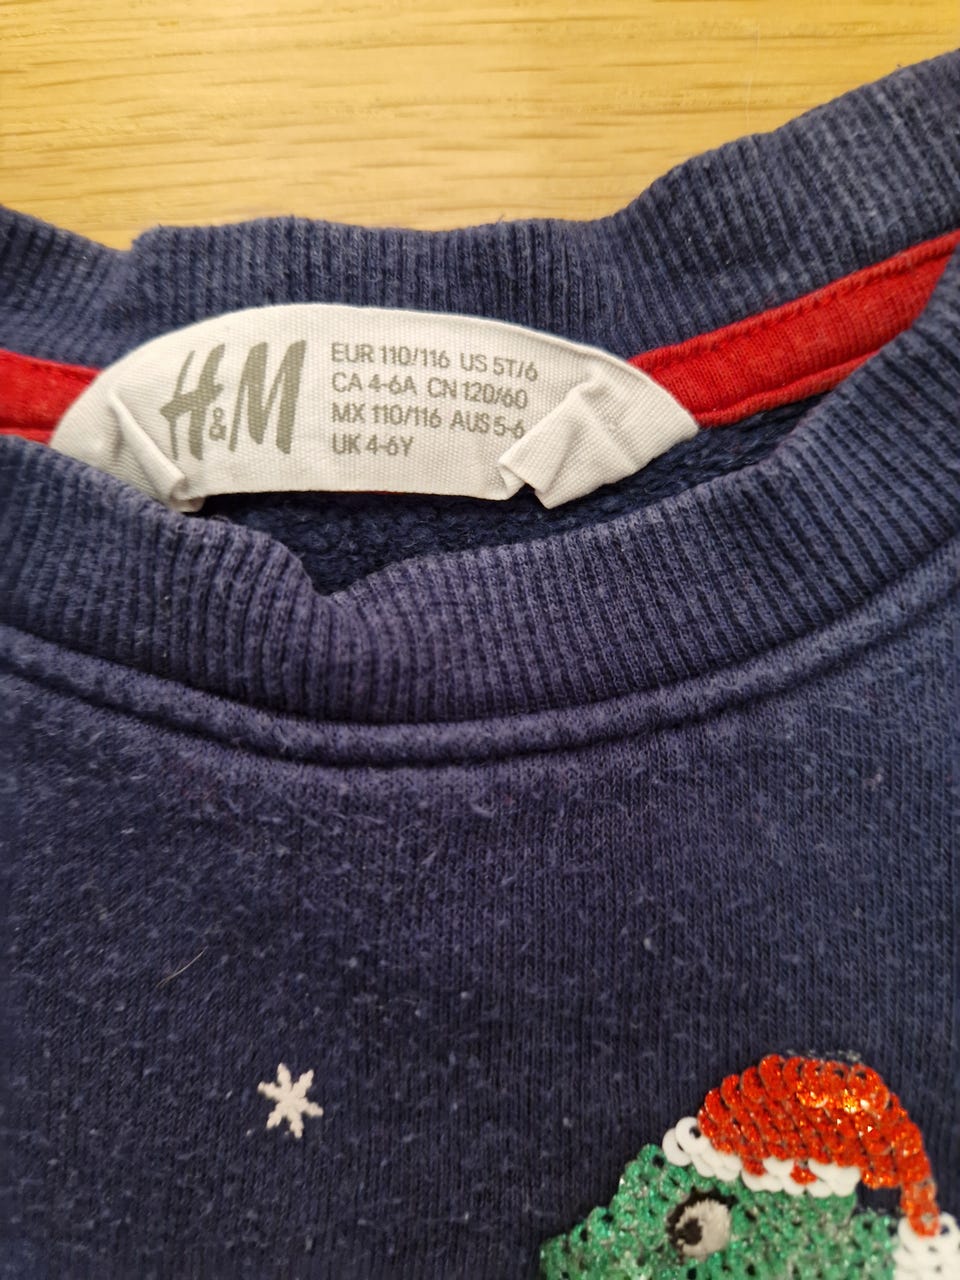 H&M
EUR 110/116 US 5T/6
CA 4-6A CN 120/60
MX 110/116 AUS 5-6
UK 4-6Y